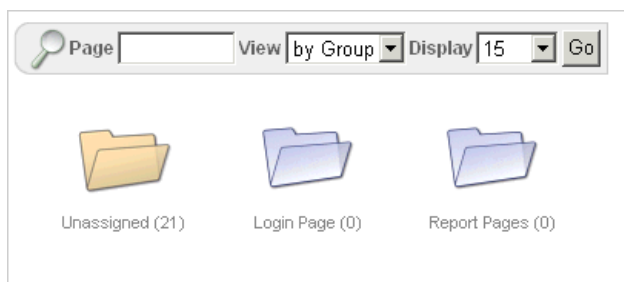 Page View by Group Display 15 Go
Unassigned (21) Login Page (0) Report Pages (0)